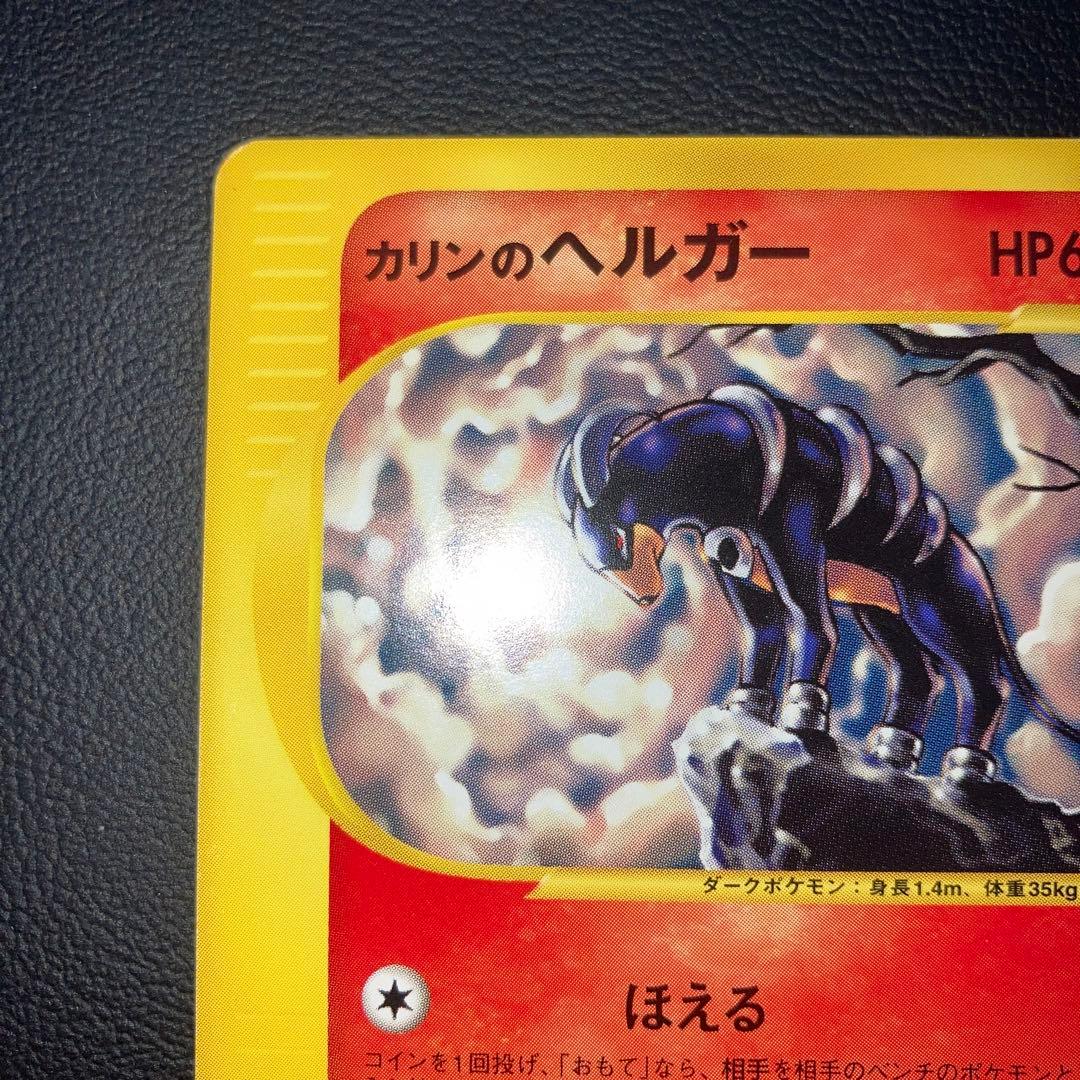 カリンのヘルガー HP6
ダークポケモン：身長1.4m、体重35kg
ほえる
コインを1回投げ、「おもて」なら、相手を相手のベンチのポケモンと